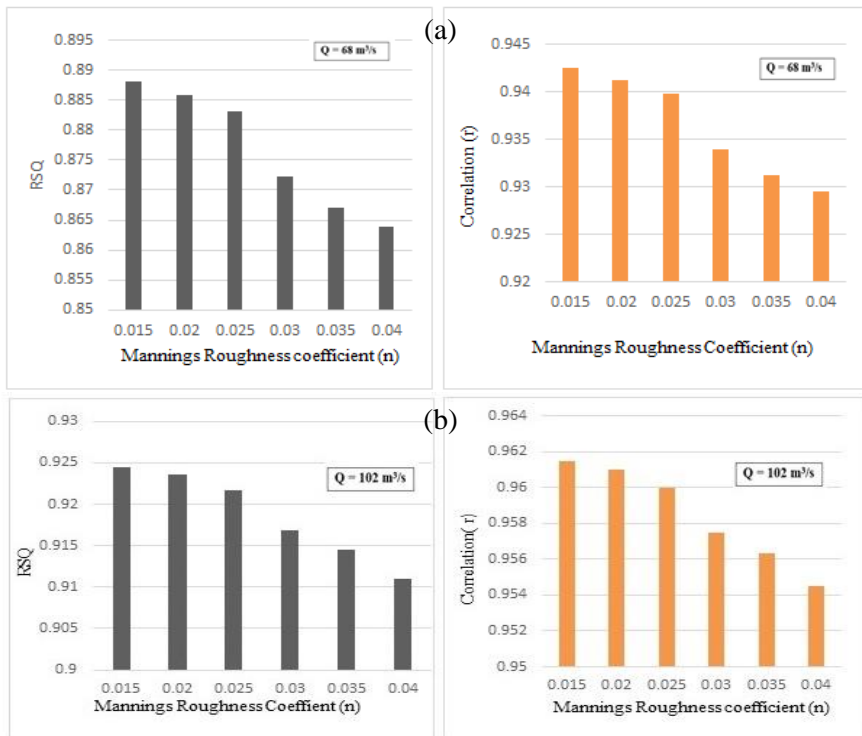 (a)
Q = 68 m³/s
0.895
0.89
0.885
0.88
0.875
0.87
0.865
0.86
0.855
0.85
RSQ
0.015 0.02 0.025 0.03 0.035 0.04
Mannings Roughness coefficient (n)
Q = 68 m³/s
0.945
0.94
0.935
0.93
0.925
0.92
Correlation (r)
0.015 0.02 0.025 0.03 0.035 0.04
Mannings Roughness Coefficient (n)
(b)
Q = 102 m³/s
0.93
0.925
0.92
0.915
0.91
0.905
0.9
RSQ
0.015 0.02 0.025 0.03 0.035 0.04
Mannings Roughness Coeffient (n)
Q = 102 m³/s
0.964
0.962
0.96
0.958
0.956
0.954
0.952
0.95
Correlation( r)
0.015 0.02 0.025 0.03 0.035 0.04
Mannings Roughness coefficient (n)